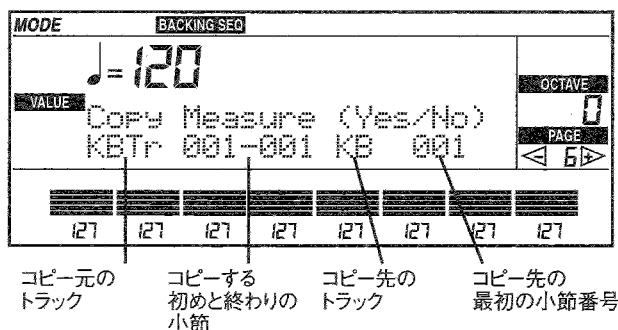 MODE BACKING SEQ
♩=120
OCTAVE
0
VALUE
Copy Measure (Yes/No)
PAGE
KBTr 001-001 KB 001
6
- +
127 127 127 127 127 127 127 127
コピー元の
トラック
コピーする
初めと終わりの
小節
コピー先の
トラック
コピー先の
最初の小節番号